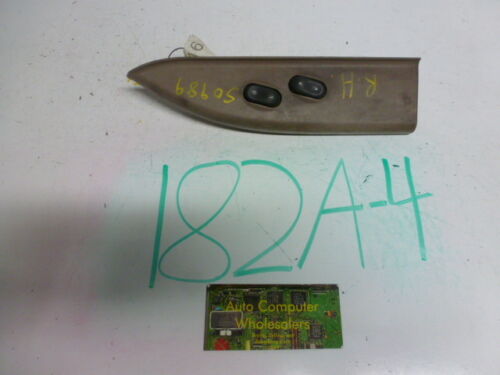 R.H
50989
182A-4
Auto Computer
Wholesalers